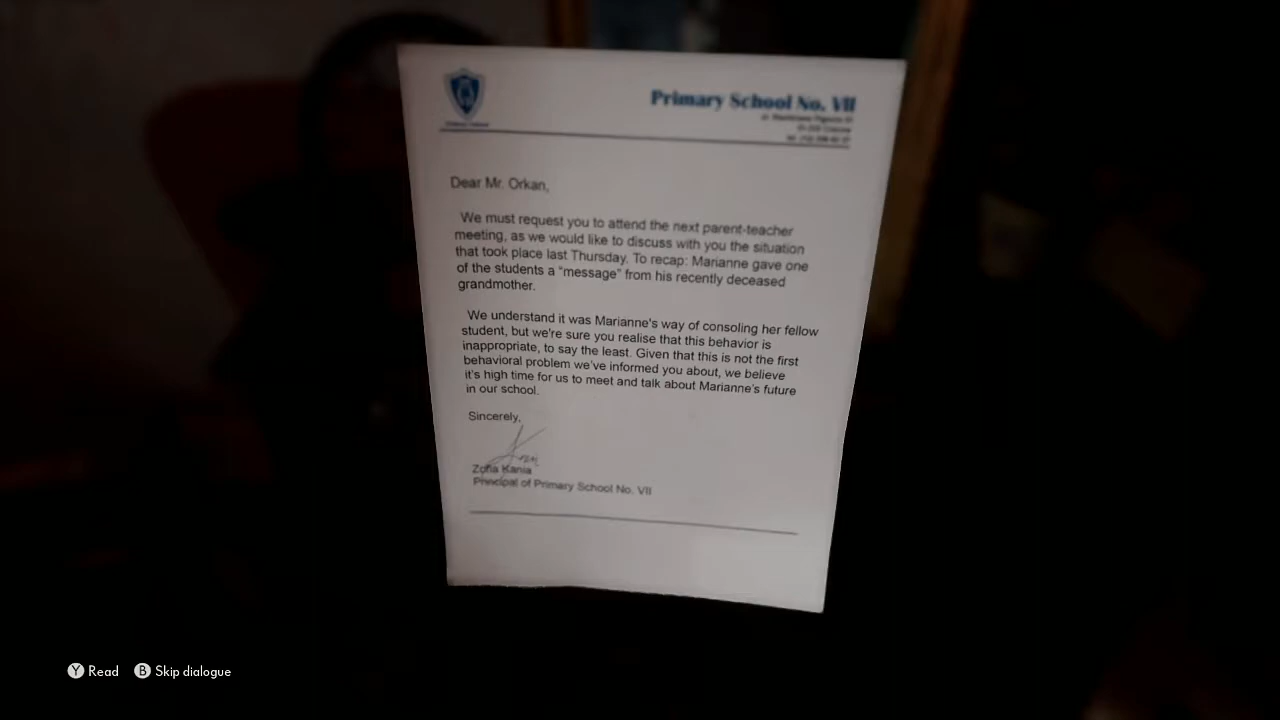 Primary School No. VII
Dear Mr. Orkan,
We must request you to attend the next parent-teacher
meeting, as we would like to discuss with you the situation
that took place last Thursday. To recap: Marianne gave one
of the students a “message” from his recently deceased
grandmother.
We understand it was Marianne's way of consoling her fellow
student, but we're sure you realise that this behavior is
inappropriate, to say the least. Given that this is not the first
behavioral problem we've informed you about, we believe
it's high time for us to meet and talk about Marianne's future
in our school.
Sincerely,
Zofia Kania
Principal of Primary School No. VII
Y Read B Skip dialogue